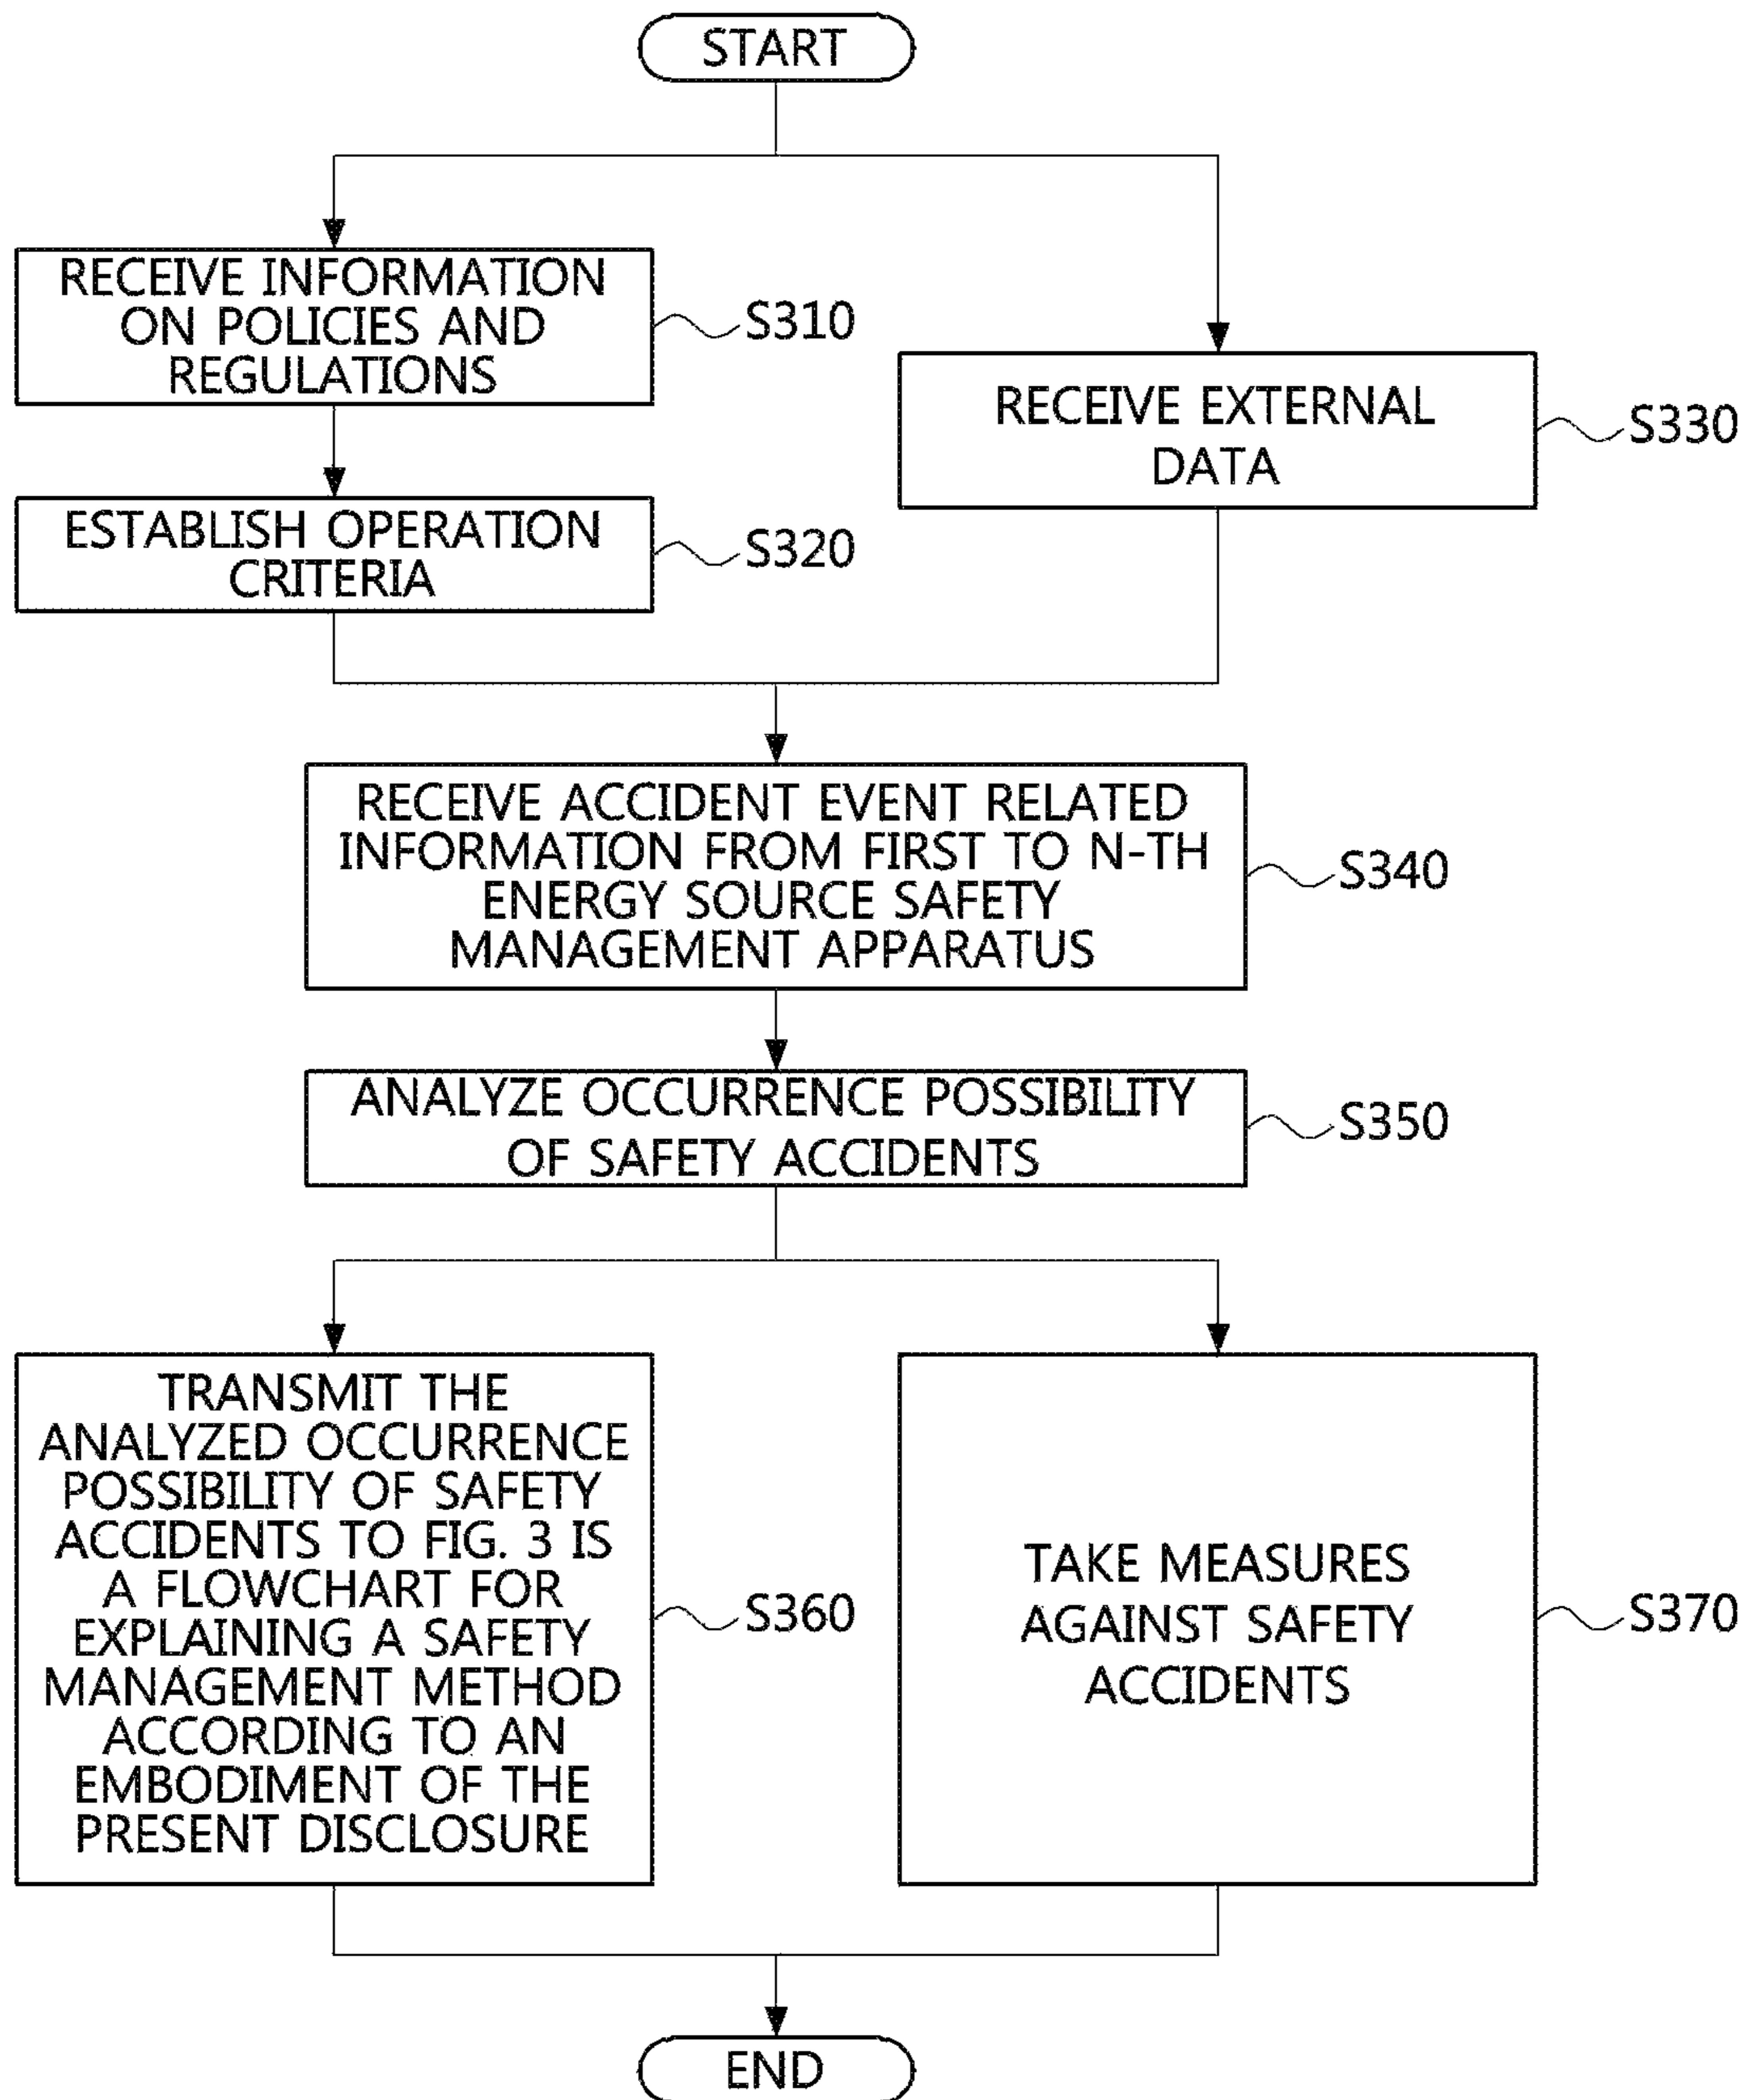 START
RECEIVE INFORMATION
ON POLICIES AND
REGULATIONS
S310
RECEIVE EXTERNAL
DATA
S330
ESTABLISH OPERATION
CRITERIA
S320
RECEIVE ACCIDENT EVENT RELATED
INFORMATION FROM FIRST TO N-TH
ENERGY SOURCE SAFETY
MANAGEMENT APPARATUS
S340
ANALYZE OCCURRENCE POSSIBILITY
OF SAFETY ACCIDENTS
S350
TRANSMIT THE
ANALYZED OCCURRENCE
POSSIBILITY OF SAFETY
ACCIDENTS TO FIG. 3 IS
A FLOWCHART FOR
EXPLAINING A SAFETY
MANAGEMENT METHOD
ACCORDING TO AN
EMBODIMENT OF THE
PRESENT DISCLOSURE
S360
TAKE MEASURES
AGAINST SAFETY
ACCIDENTS
S370
END